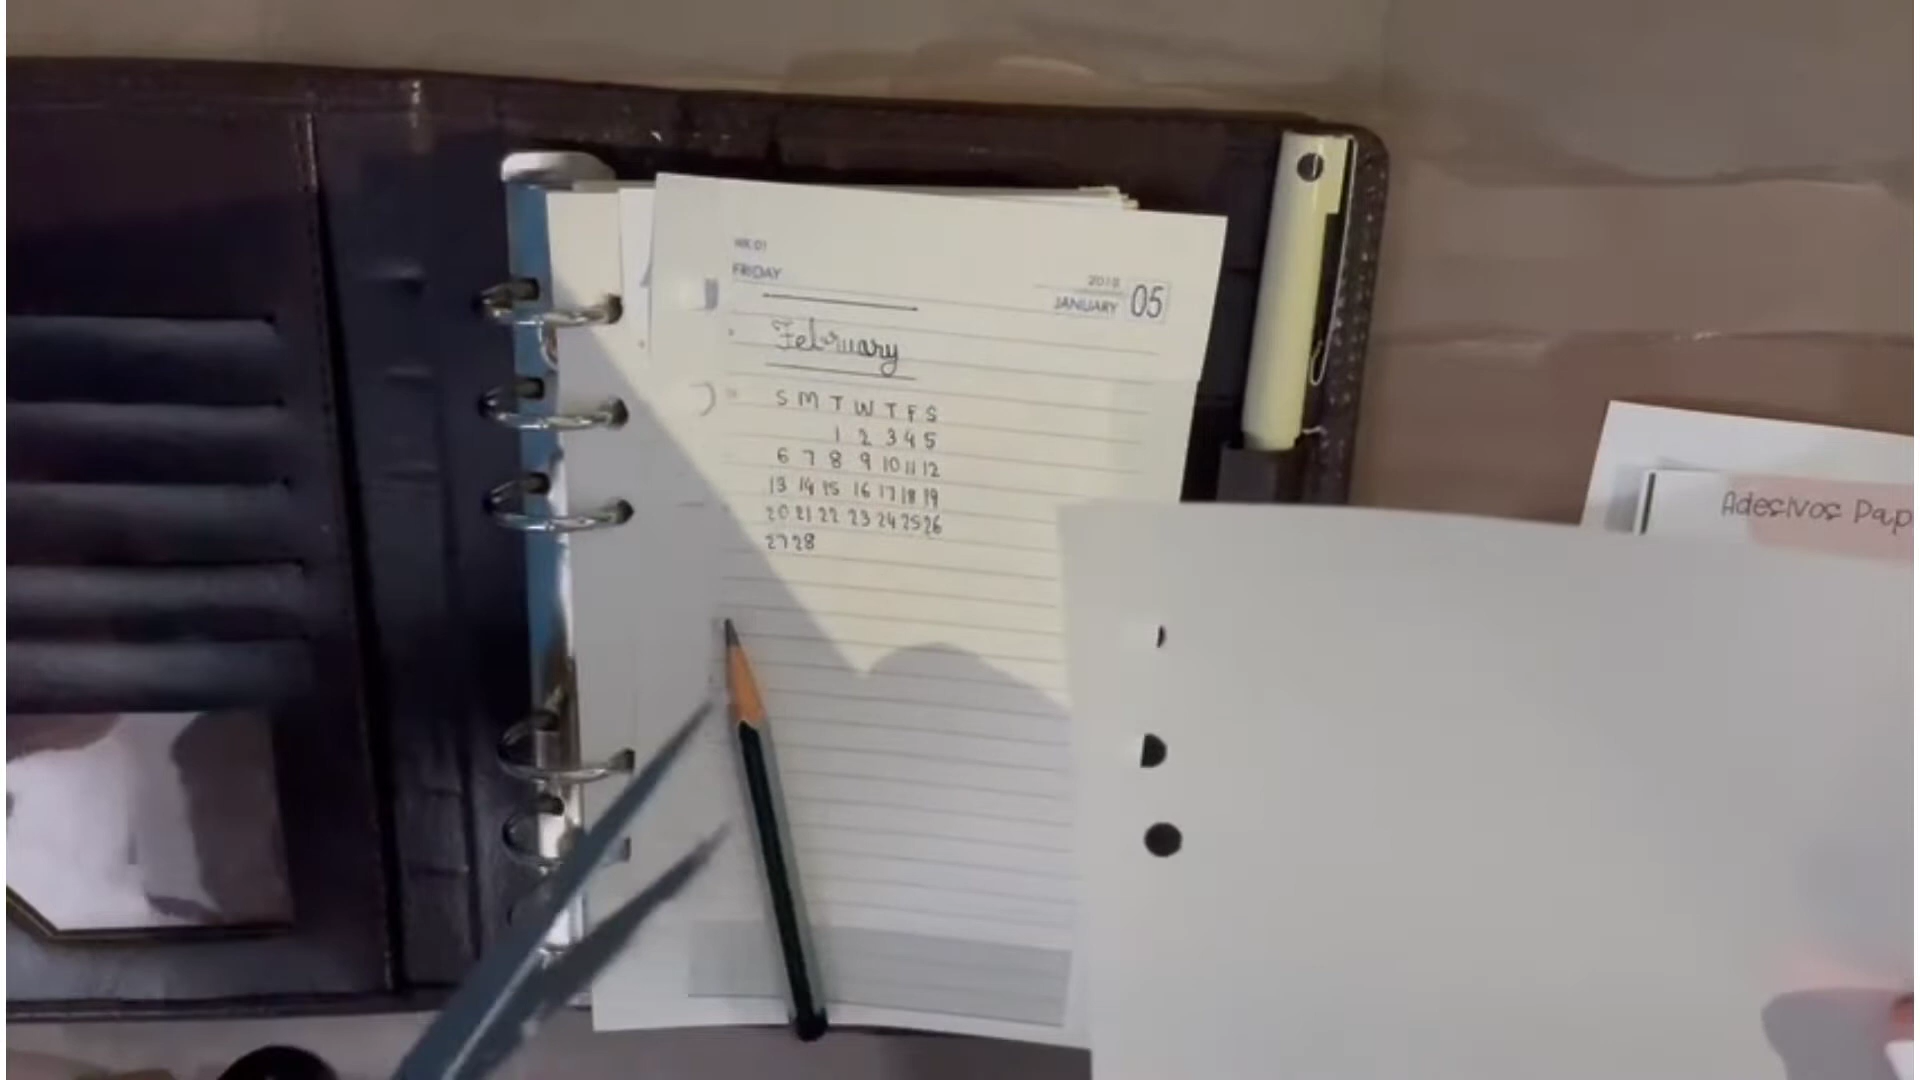 WK 01
FRIDAY
2018
JANUARY 05
February
S M T W T F S
1 2 3 4 5
6 7 8 9 10 11 12
13 14 15 16 17 18 19
20 21 22 23 24 25 26
27 28
Adesivos Pap